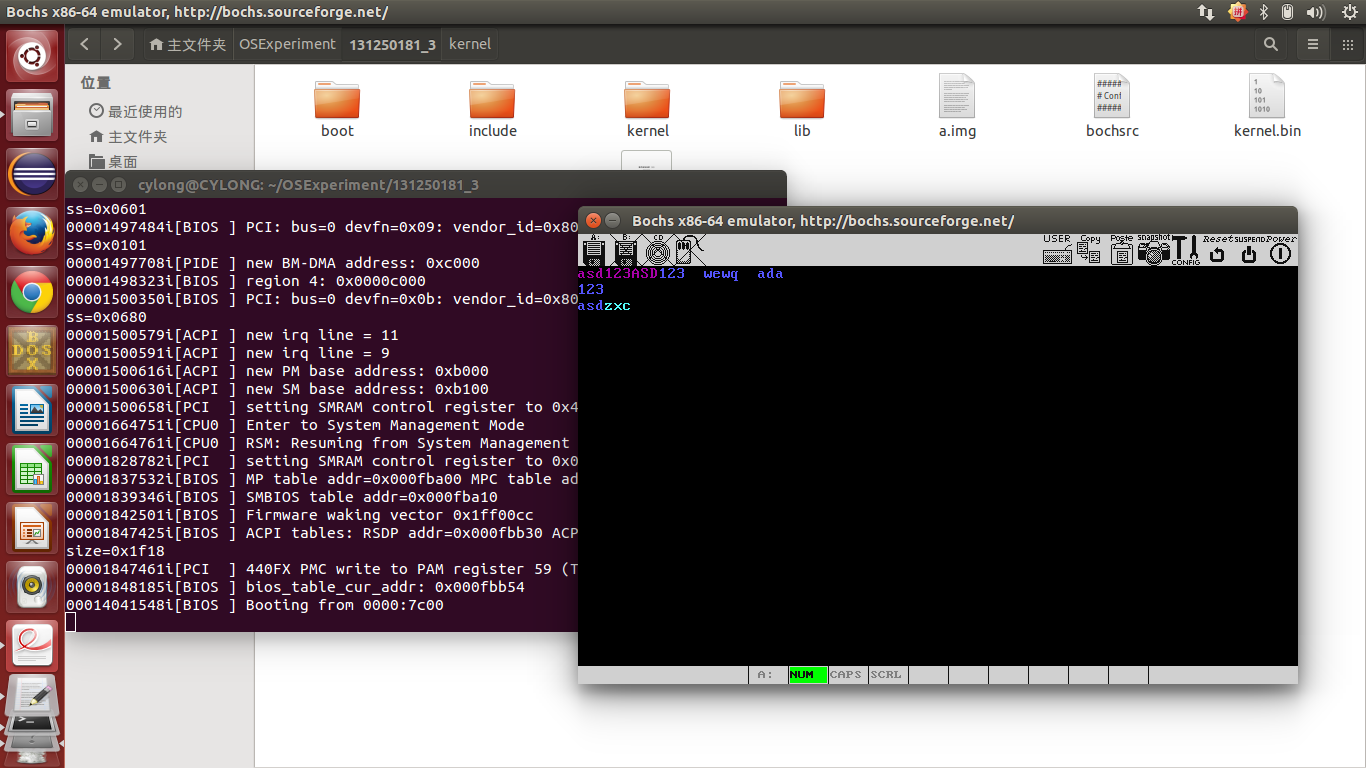 Bochs x86-64 emulator, http://bochs.sourceforge.net/
主文件夹 OSExperiment 131250181_3 kernel
位置
最近使用的
主文件夹
桌面
boot include kernel lib a.img bochsrc kernel.bin
##### 
# Conf
#####
1
10
101
1010
cylong@CYLONG: ~/OSExperiment/131250181_3
ss=0x0601
00001497484i[BIOS ] PCI: bus=0 devfn=0x09: vendor_id=0x80
ss=0x0101
00001497708i[PIDE ] new BM-DMA address: 0xc000
00001498323i[BIOS ] region 4: 0x0000c000
00001500350i[BIOS ] PCI: bus=0 devfn=0x0b: vendor_id=0x80
ss=0x0680
00001500579i[ACPI ] new irq line = 11
00001500591i[ACPI ] new irq line = 9
00001500616i[ACPI ] new PM base address: 0xb000
00001500630i[ACPI ] new SM base address: 0xb100
00001500658i[PCI  ] setting SMRAM control register to 0x4
00001664751i[CPU0 ] Enter to System Management Mode
00001664761i[CPU0 ] RSM: Resuming from System Management
00001828782i[PCI  ] setting SMRAM control register to 0x0
00001837532i[BIOS ] MP table addr=0x000fba00 MPC table ad
00001839346i[BIOS ] SMBIOS table addr=0x000fba10
00001842501i[BIOS ] Firmware waking vector 0x1ff00cc
00001847425i[BIOS ] ACPI tables: RSDP addr=0x000fbb30 ACP
size=0x1f18
00001847461i[PCI  ] 440FX PMC write to PAM register 59 (T
00001848185i[BIOS ] bios_table_cur_addr: 0x000fbb54
00014041548i[BIOS ] Booting from 0000:7c00
Bochs x86-64 emulator, http://bochs.sourceforge.net/
A: B: CD USER Copy Paste snapshot CONFIG Reset SUSPEND Power
asd123ASD123  wewq  ada
123
asdzxc
A: NUM CAPS SCRL